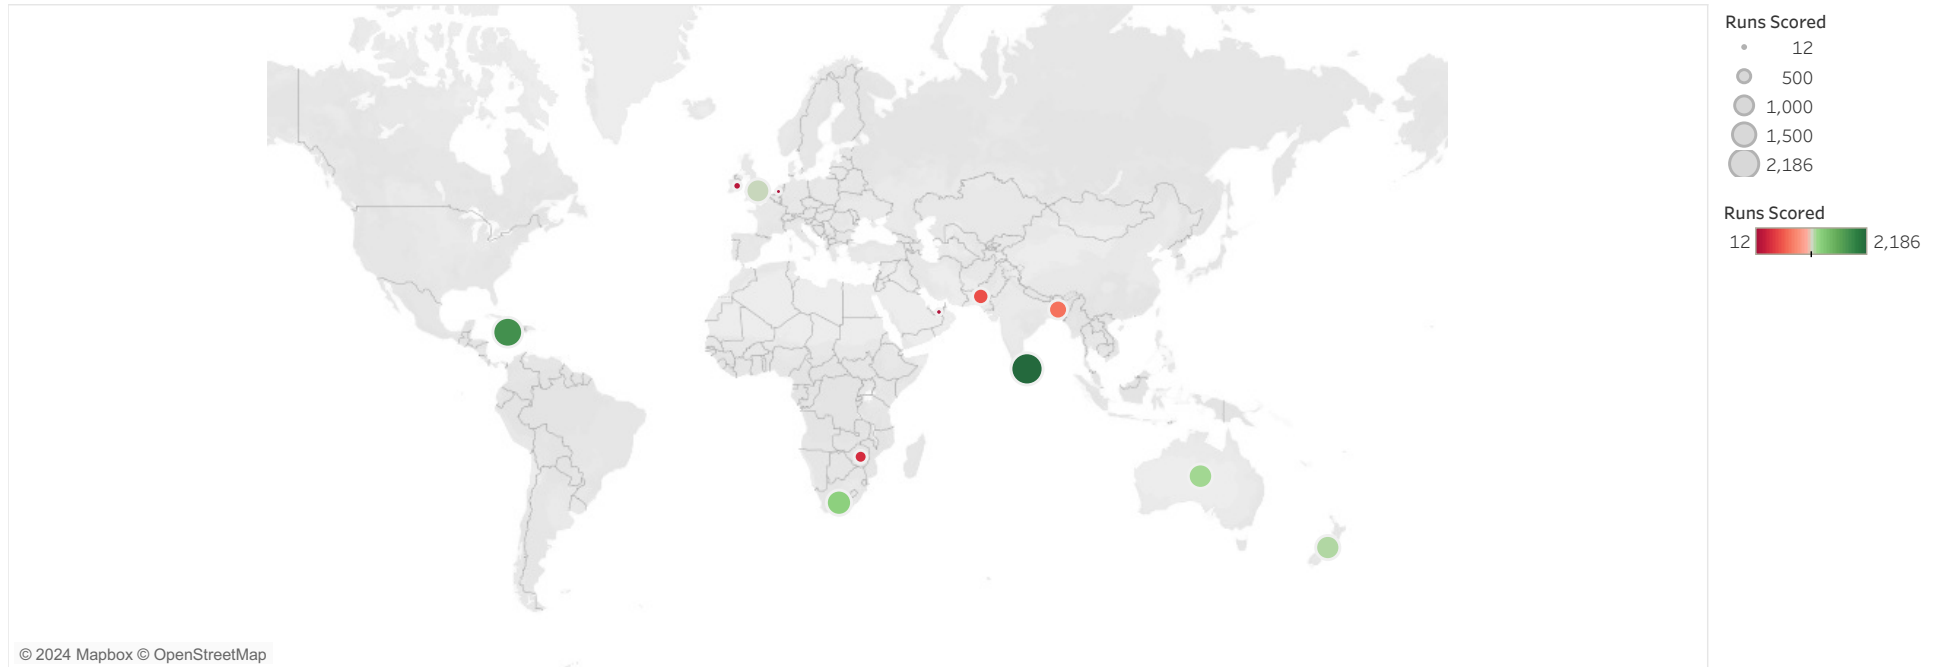 Runs Scored
12
500
1,000
1,500
2,186
Runs Scored
12 2,186
© 2024 Mapbox © OpenStreetMap